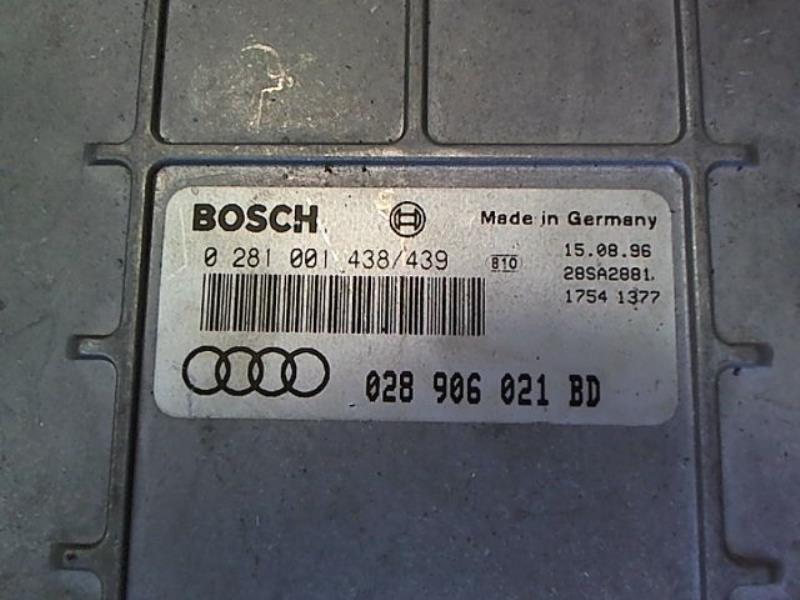 BOSCH
Made in Germany
0 281 001 438/439
810
15.08.96
28SA2881
1754 1377
028 906 021 BD